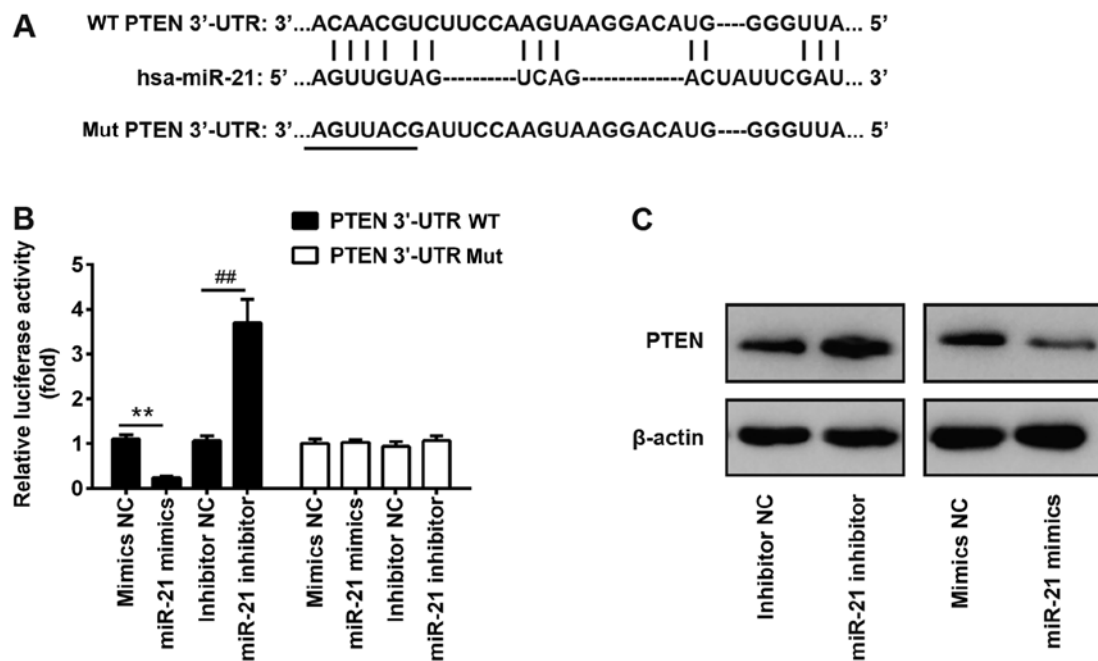 A
WT PTEN 3'-UTR: 3'...ACAACGUCUUCCAAGUAAGGACAUG----GGGUUA... 5'
hsa-miR-21: 5' ...AGUUGUAG----------UCAG--------------ACUAUUCGAU... 3'
Mut PTEN 3'-UTR: 3'...AGUUACGAUUCCAAGUAAGGACAUG----GGGUUA... 5'
B
PTEN 3'-UTR WT
PTEN 3'-UTR Mut
Relative luciferase activity
(fold)
5
4
3
2
1
0
**
##
Mimics NC
miR-21 mimics
Inhibitor NC
miR-21 inhibitor
Mimics NC
miR-21 mimics
Inhibitor NC
miR-21 inhibitor
C
PTEN
β-actin
Inhibitor NC
miR-21 inhibitor
Mimics NC
miR-21 mimics